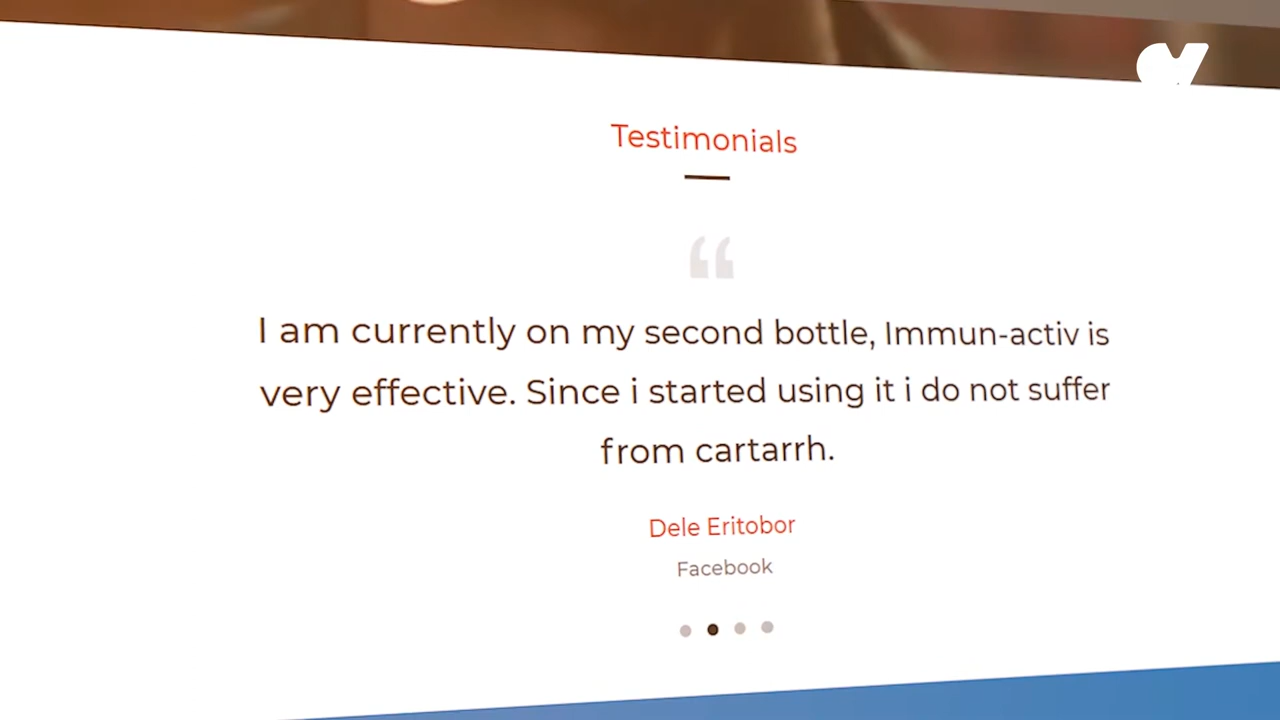 Testimonials
“
I am currently on my second bottle, Immun-activ is
very effective. Since i started using it i do not suffer
from cartarrh.
Dele Eritobor
Facebook